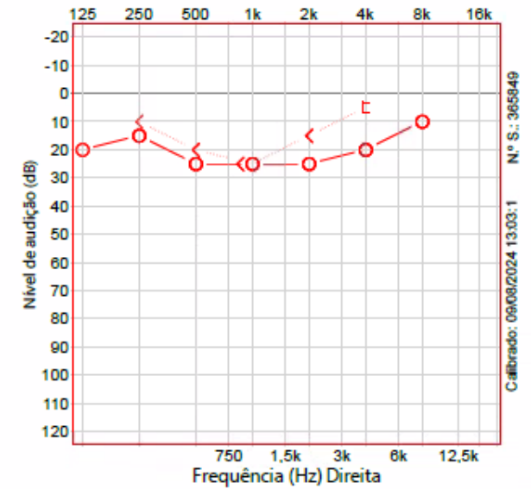 125 250 500 1k 2k 4k 8k 16k
-20
-10
0
10
20
30
40
50
60
70
80
90
100
110
120
Nível de audição (dB)
750 1,5k 3k 6k 12,5k
Frequência (Hz) Direita
N.º S.: 365849
Calibrado: 09/08/2024 13:03:1